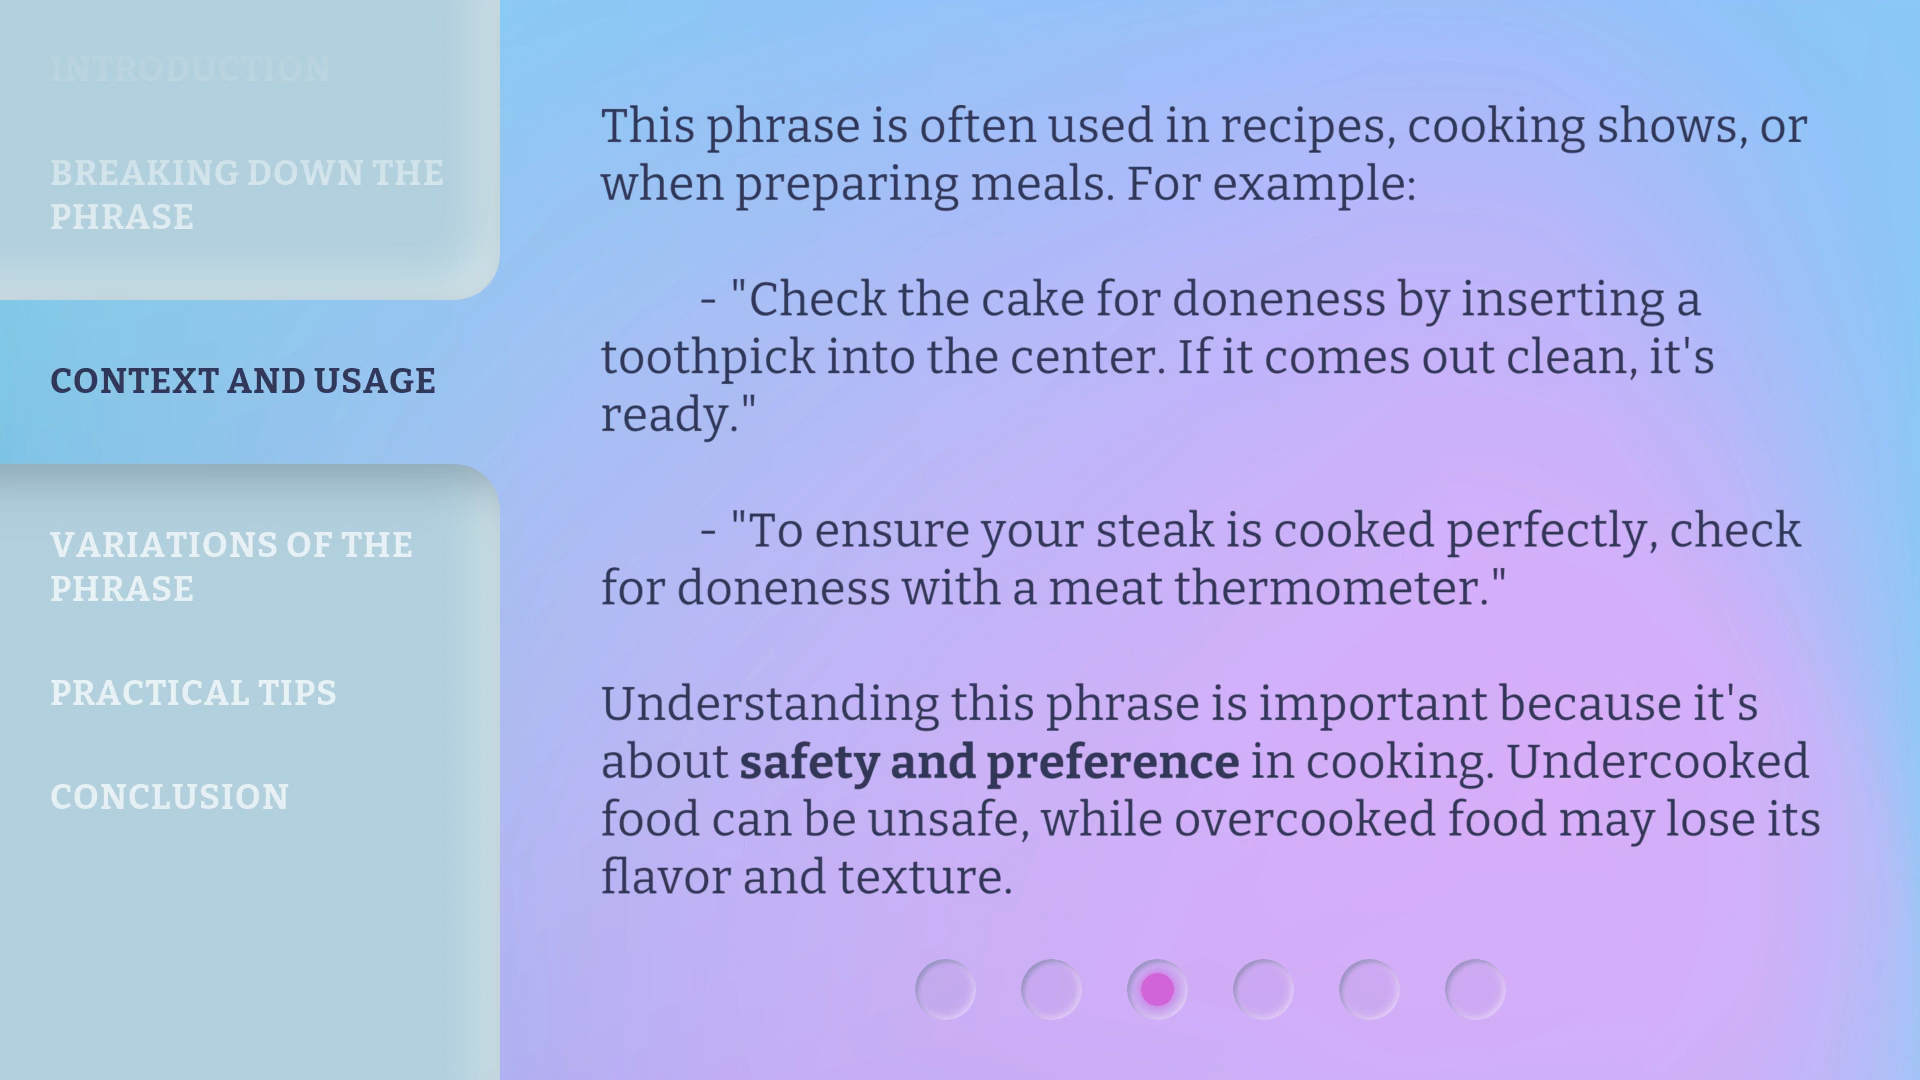 INTRODUCTION
BREAKING DOWN THE
PHRASE
CONTEXT AND USAGE
VARIATIONS OF THE
PHRASE
PRACTICAL TIPS
CONCLUSION
This phrase is often used in recipes, cooking shows, or
when preparing meals. For example:
- "Check the cake for doneness by inserting a
toothpick into the center. If it comes out clean, it's
ready."
- "To ensure your steak is cooked perfectly, check
for doneness with a meat thermometer."
Understanding this phrase is important because it's
about safety and preference in cooking. Undercooked
food can be unsafe, while overcooked food may lose its
flavor and texture.